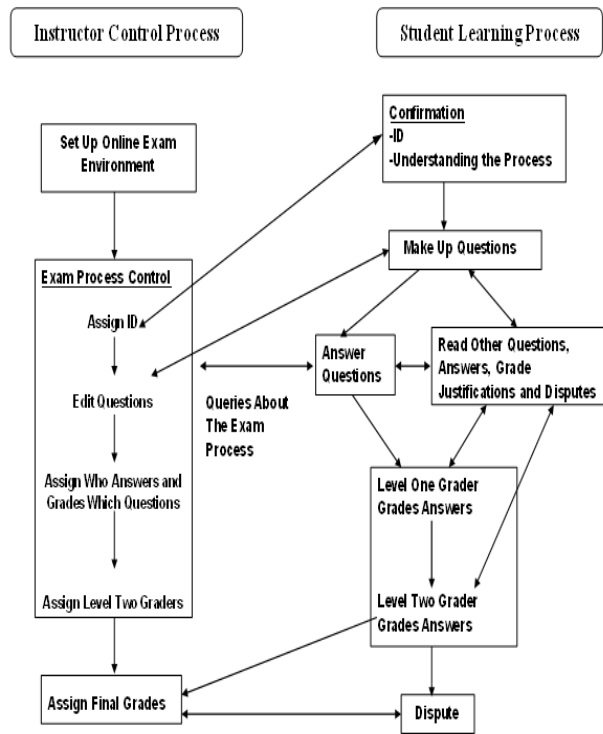 Instructor Control Process
Student Learning Process
Set Up Online Exam
Environment
Confirmation
-ID
-Understanding the Process
Make Up Questions
Exam Process Control
Assign ID
Edit Questions
Assign Who Answers and
Grades Which Questions
Assign Level Two Graders
Queries About
The Exam
Process
Answer
Questions
Read Other Questions,
Answers, Grade
Justifications and Disputes
Level One Grader
Grades Answers
Level Two Grader
Grades Answers
Assign Final Grades
Dispute